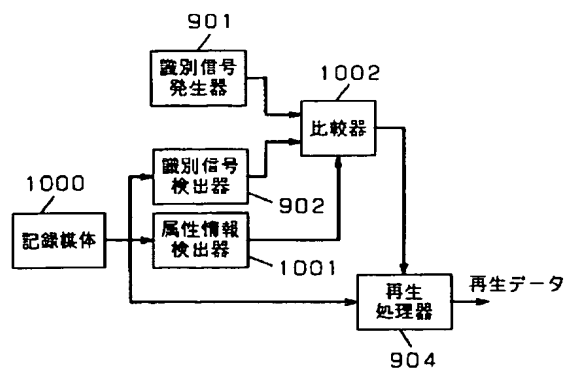 901
識別信号
発生器
1002
比較器
1000
記録媒体
識別信号
検出器
902
属性情報
検出器
1001
再生
処理器
904
再生データ